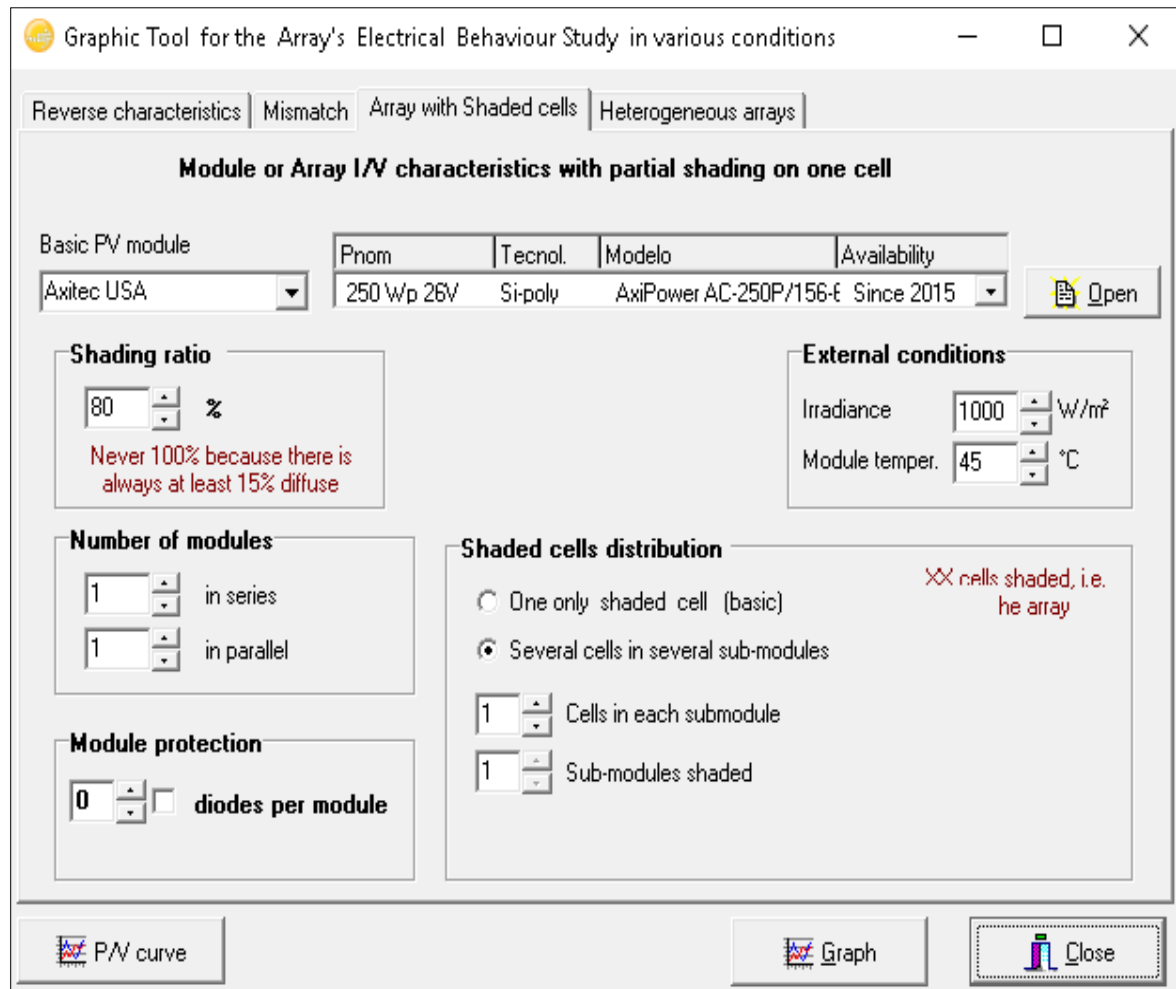 Graphic Tool for the Array's Electrical Behaviour Study in various conditions
Reverse characteristics Mismatch Array with Shaded cells Heterogeneous arrays
Module or Array I/V characteristics with partial shading on one cell
Basic PV module
Pnom Tecnol. Modelo Availability
Axitec USA
250 Wp 26V Si-poly AxiPower AC-250P/156-6 Since 2015
Open
Shading ratio
80 %
Never 100% because there is
always at least 15% diffuse
External conditions
Irradiance 1000 W/m²
Module temper. 45 °C
Number of modules
1 in series
1 in parallel
Shaded cells distribution
XX cells shaded, i.e.
he array
One only shaded cell (basic)
Several cells in several sub-modules
1 Cells in each submodule
1 Sub-modules shaded
Module protection
0 diodes per module
P/V curve
Graph
Close